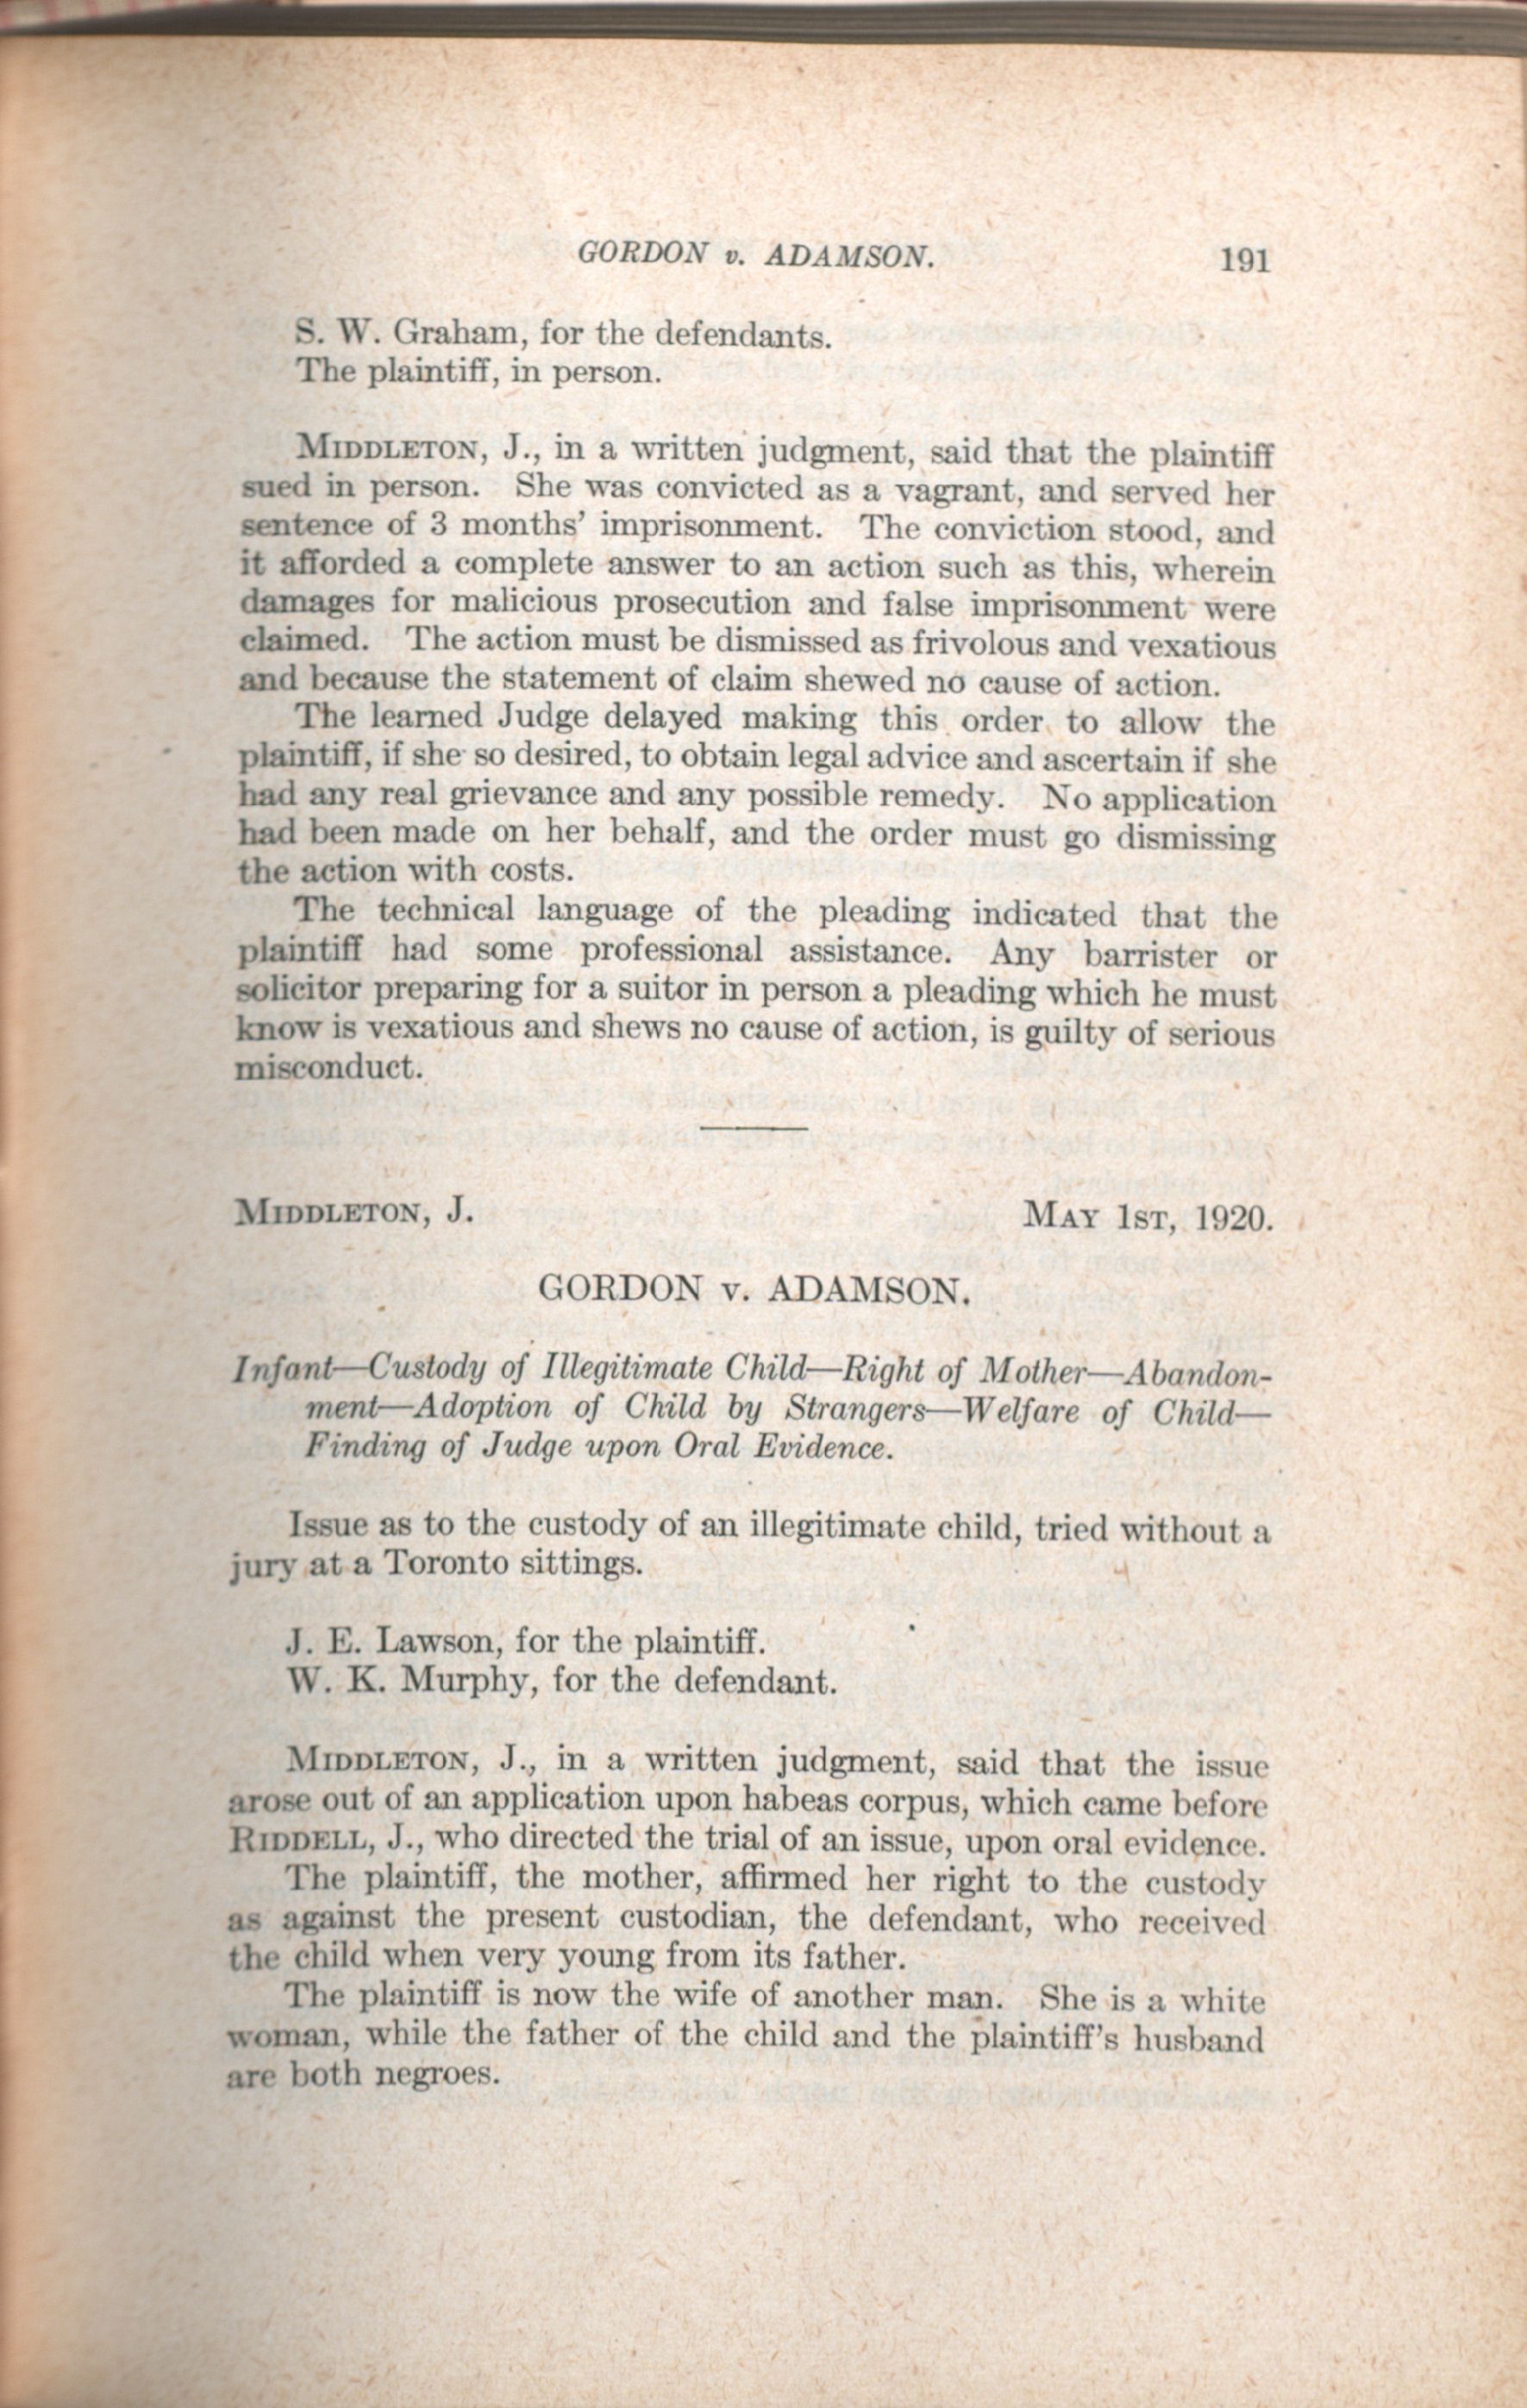 GORDON v. ADAMSON. 191
S. W. Graham, for the defendants.
The plaintiff, in person.
MIDDLETON, J., in a written judgment, said that the plaintiff
sued in person. She was convicted as a vagrant, and served her
sentence of 3 months' imprisonment. The conviction stood, and
it afforded a complete answer to an action such as this, wherein
damages for malicious prosecution and false imprisonment were
claimed. The action must be dismissed as frivolous and vexatious
and because the statement of claim shewed no cause of action.
The learned Judge delayed making this order to allow the
plaintiff, if she so desired, to obtain legal advice and ascertain if she
had any real grievance and any possible remedy. No application
had been made on her behalf, and the order must go dismissing
the action with costs.
The technical language of the pleading indicated that the
plaintiff had some professional assistance. Any barrister or
solicitor preparing for a suitor in person a pleading which he must
know is vexatious and shews no cause of action, is guilty of serious
misconduct.
MIDDLETON, J. MAY 1ST, 1920.
GORDON v. ADAMSON.
Infant—Custody of Illegitimate Child—Right of Mother—Abandon-
ment—Adoption of Child by Strangers—Welfare of Child—
Finding of Judge upon Oral Evidence.
Issue as to the custody of an illegitimate child, tried without a
jury at a Toronto sittings.
J. E. Lawson, for the plaintiff.
W. K. Murphy, for the defendant.
MIDDLETON, J., in a written judgment, said that the issue
arose out of an application upon habeas corpus, which came before
RIDDELL, J., who directed the trial of an issue, upon oral evidence.
The plaintiff, the mother, affirmed her right to the custody
as against the present custodian, the defendant, who received
the child when very young from its father.
The plaintiff is now the wife of another man. She is a white
woman, while the father of the child and the plaintiff's husband
are both negroes.